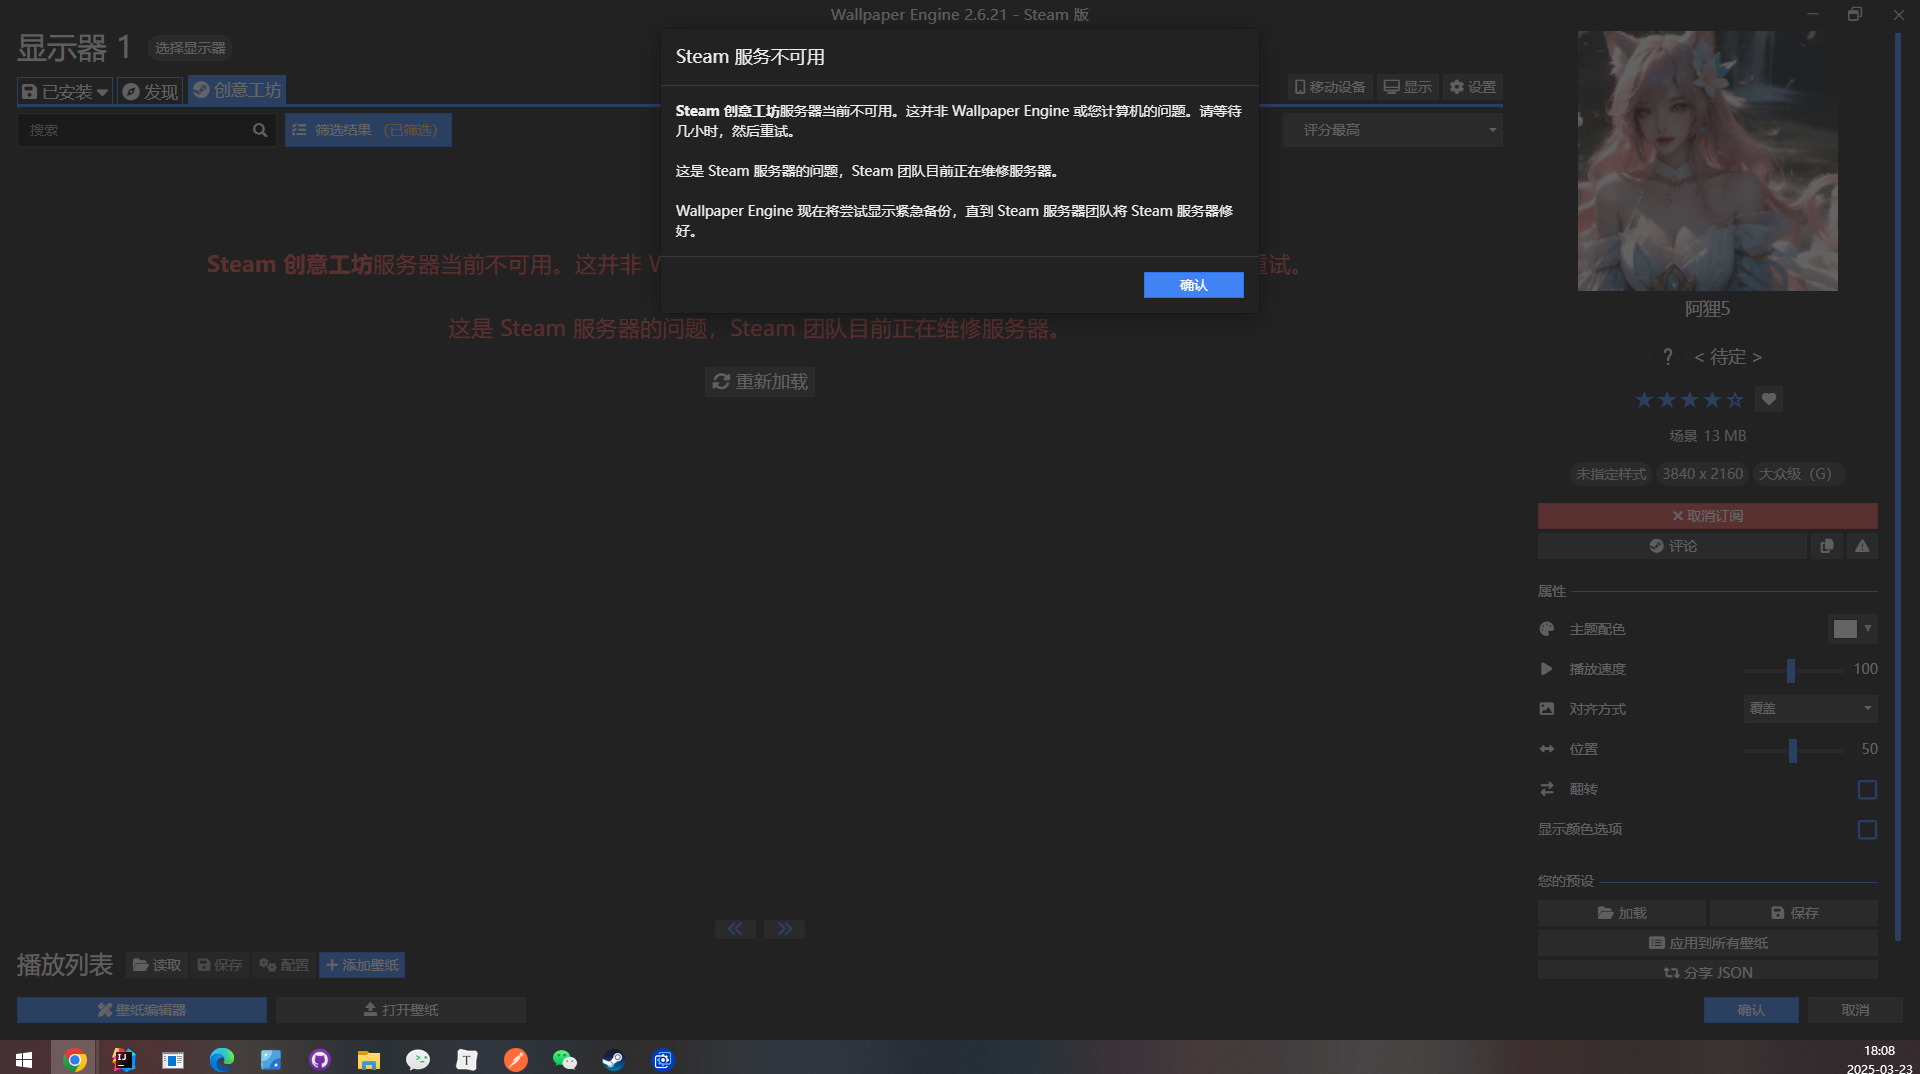 Wallpaper Engine 2.6.21 - Steam 版
显示器 1
选择显示器
已安装
发现
创意工坊
移动设备
显示
设置
搜索
筛选结果 (已筛选)
评分最高
Steam 服务不可用
Steam 创意工坊服务器当前不可用。这并非 Wallpaper Engine 或您计算机的问题。请等待
几小时，然后重试。
这是 Steam 服务器的问题，Steam 团队目前正在维修服务器。
Wallpaper Engine 现在将尝试显示紧急备份，直到 Steam 服务器团队将 Steam 服务器修
好。
确认
Steam 创意工坊服务器当前不可用。这并非
重试。
这是 Steam 服务器的问题，Steam 团队目前正在维修服务器。
重新加载
阿狸5
? < 待定 >
场景 13 MB
未指定样式
3840 x 2160
大众级（G）
取消订阅
评论
属性
主题配色
播放速度
100
对齐方式
覆盖
位置
50
翻转
显示颜色选项
您的预设
加载
保存
应用到所有壁纸
分享 JSON
播放列表
读取
保存
配置
添加壁纸
壁纸编辑器
打开壁纸
确认
取消
18:08
2025-03-23